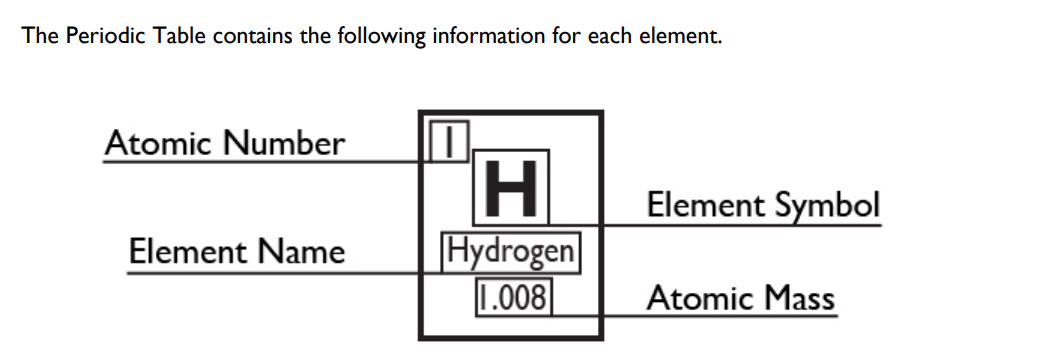 The Periodic Table contains the following information for each element.
Atomic Number
1
H
Element Symbol
Element Name
Hydrogen
1.008
Atomic Mass